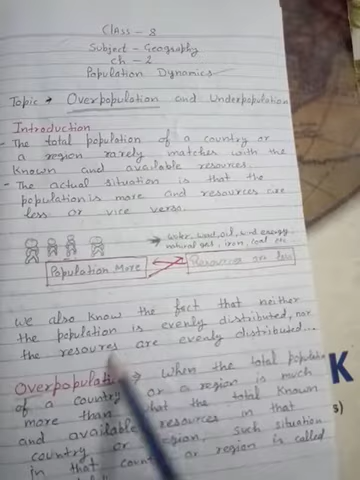 Class - 8
Subject - Geography
Ch - 2
Population Dynamics
Topic → Overpopulation and Underpopulation
Introduction
- The total population of a country or
a region rarely matches with the
known and available resources.
- The actual situation is that the
population is more and resources are
less or vice versa.
→ water, wind, oil, wind energy
natural gas, iron, coal etc.
Population More
Resources are less
We also know the fact that neither
the population is evenly distributed, nor
the resources are evenly distributed...
Overpopulation → When the total populatio
of a country or a region is much
more than what the total known
and available resources in that
country or region, such situation
in that country or region is called
K
s)